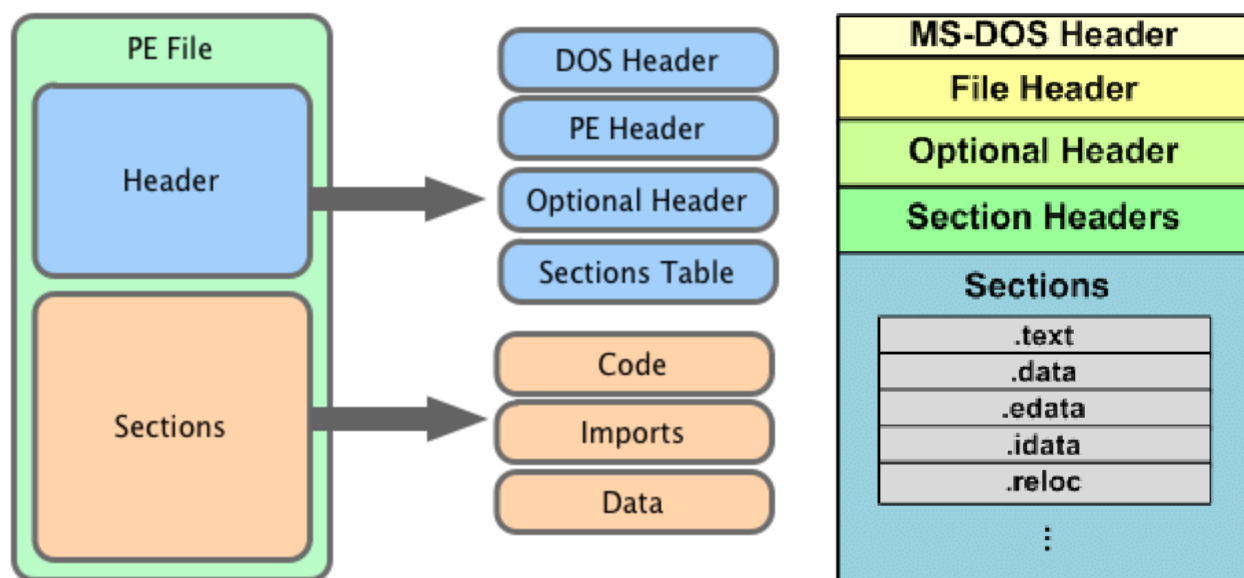 PE File
Header
Sections
DOS Header
PE Header
Optional Header
Sections Table
Code
Imports
Data
MS-DOS Header
File Header
Optional Header
Section Headers
Sections
.text
.data
.edata
.idata
.reloc
⋮